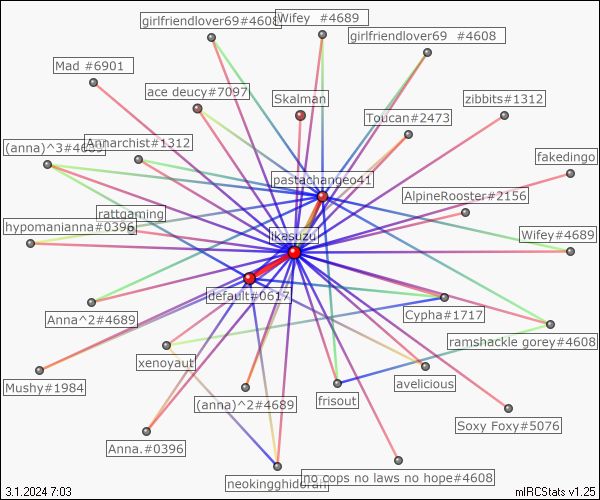 girlfriendlover69#4608
Wifey #4689
girlfriendlover69 #4608
Mad #6901
ace deucy#7097
Skalman
zibbits#1312
Toucan#2473
(anna)^3#4689
Annarchist#1312
fakedingo
pastachangeo41
AlpineRooster#2156
rattgaming
hypomanianna#0396
ikasuzu
Wifey#4689
default#0617
Anna^2#4689
Cypha#1717
ramshackle gorey#4608
xenoyaut
Mushy#1984
avelicious
(anna)^2#4689
frisout
Soxy Foxy#5076
Anna.#0396
no cops no laws no hope#4608
neokingghidorah
3.1.2024 7:03
mIRCStats v1.25